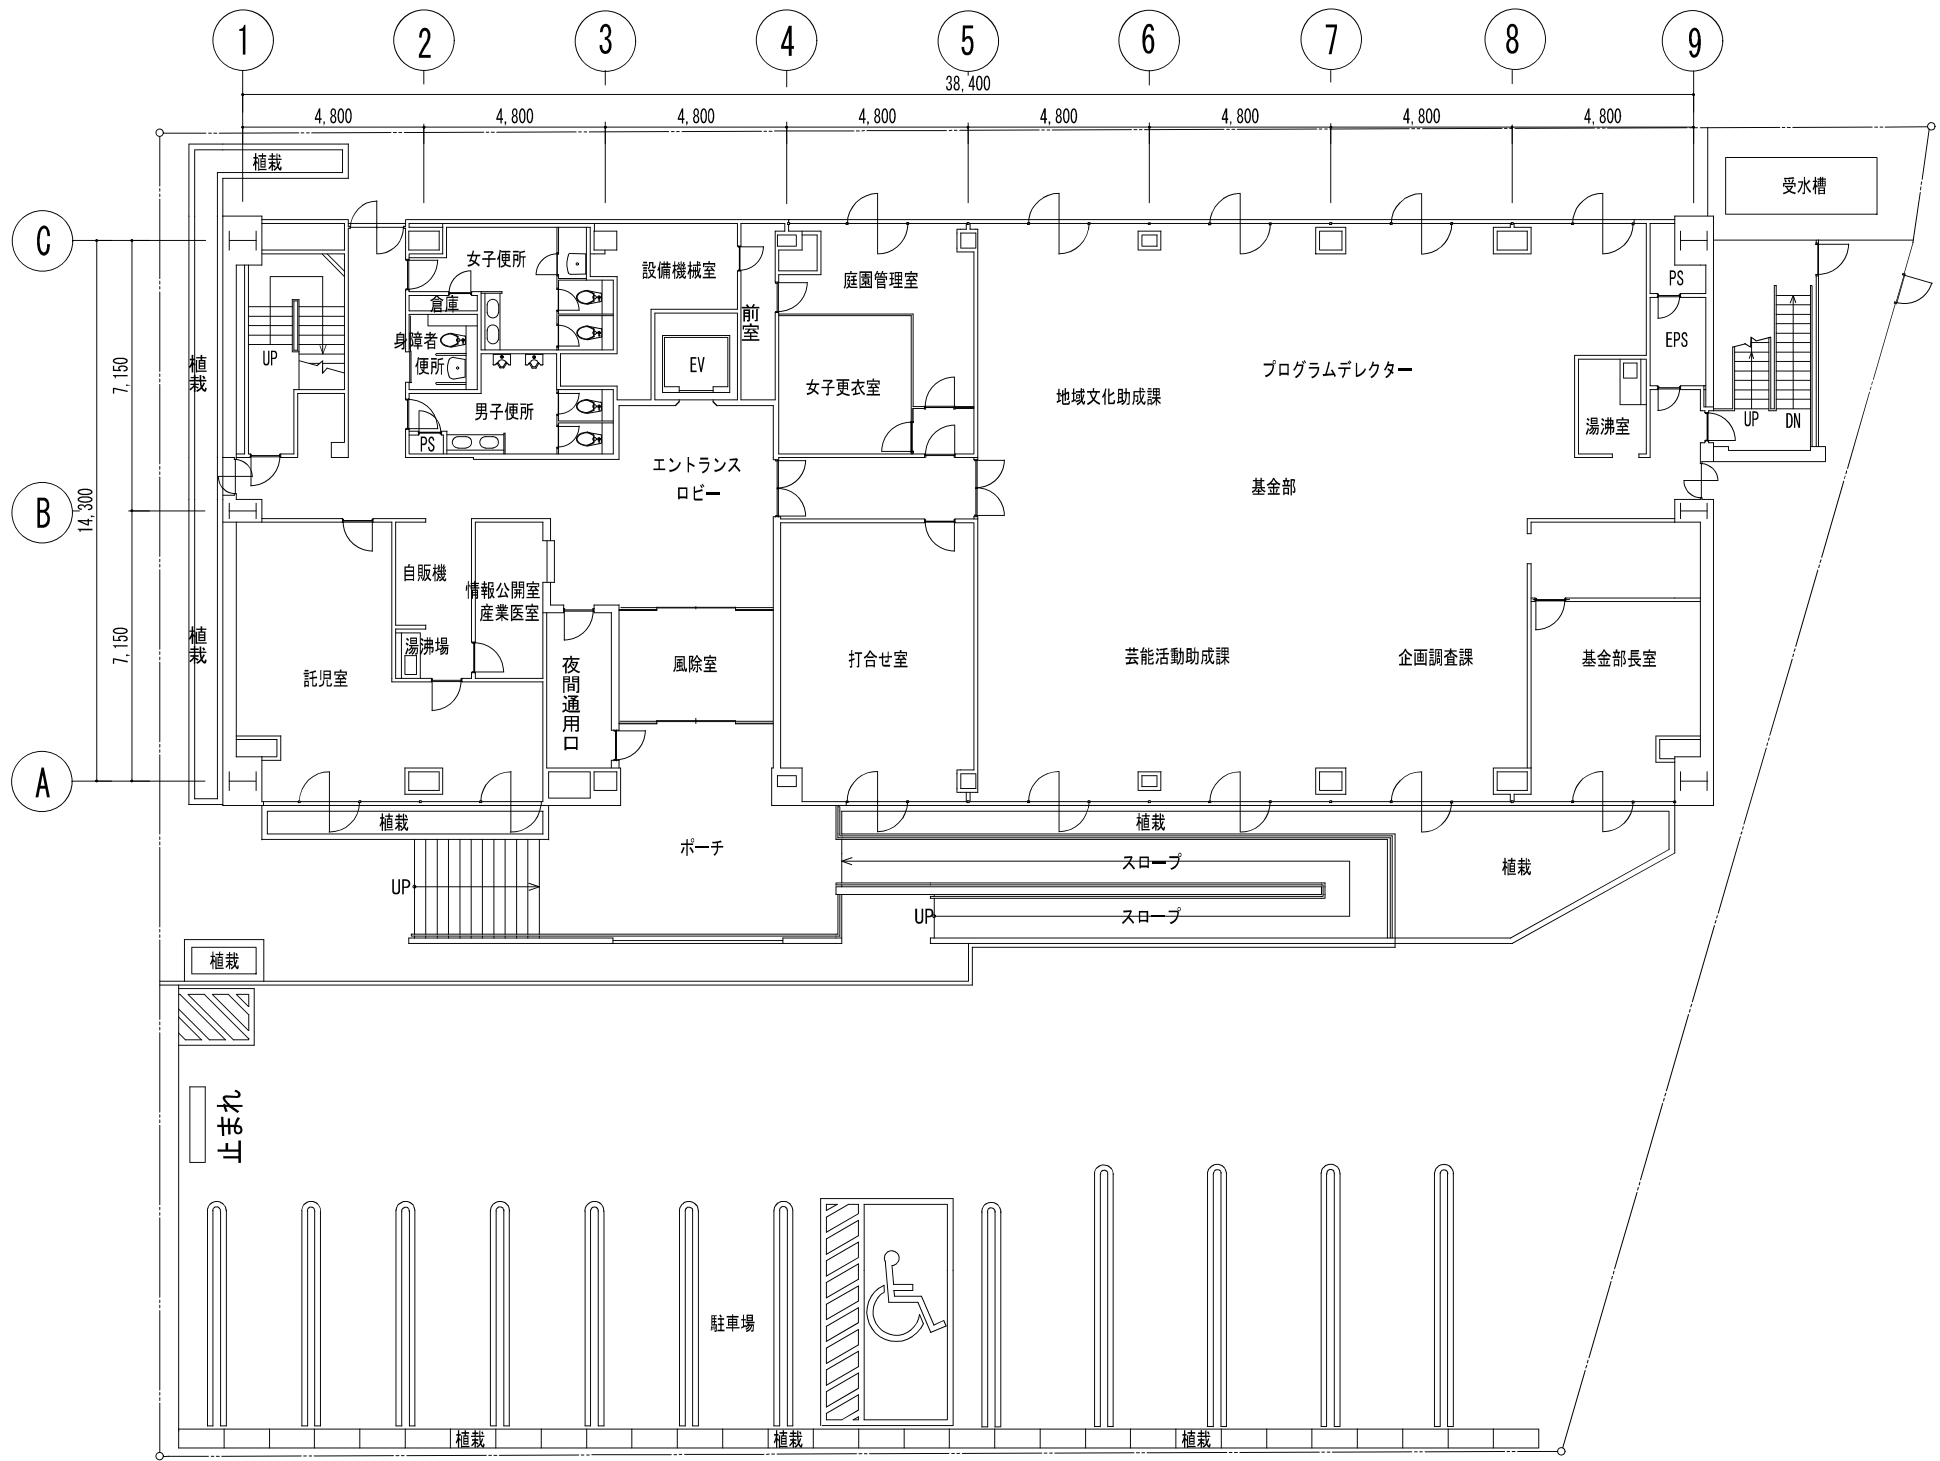 1 2 3 4 5 6 7 8 9
38,400
4,800 4,800 4,800 4,800 4,800 4,800 4,800 4,800
植栽
受水槽
C
女子便所
設備機械室
庭園管理室
PS
倉庫
前室
身障者
便所
UP
EV
EPS
植栽
7,150
女子更衣室
地域文化助成課
プログラムデレクター
男子便所
PS
湯沸室
UP
DN
エントランス
ロビー
基金部
B
14,300
自販機
情報公開室
産業医室
植栽
7,150
湯沸場
託児室
夜間通用口
風除室
打合せ室
芸能活動助成課
企画調査課
基金部長室
A
植栽
植栽
ポーチ
スロープ
植栽
UP
UP
スロープ
植栽
止まれ
駐車場
植栽
植栽
植栽